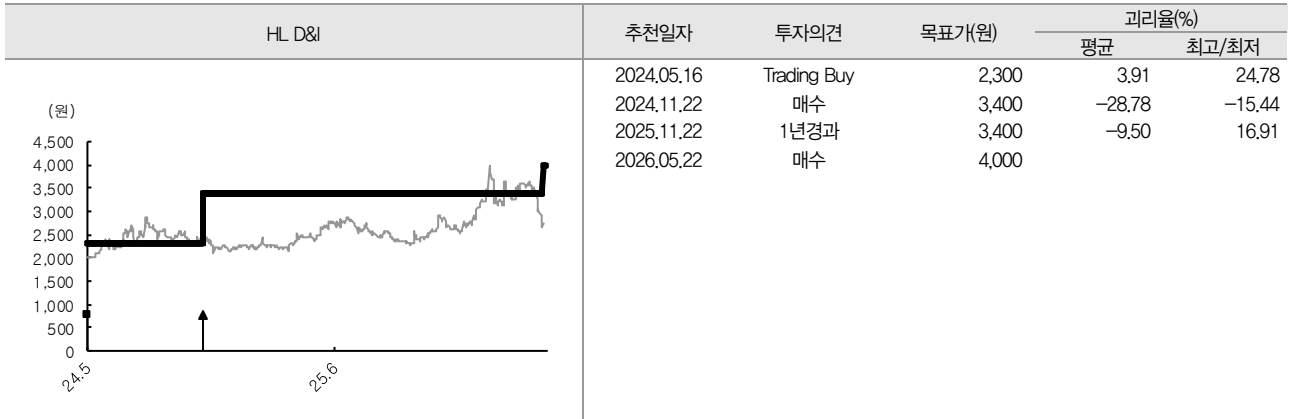 HL D&I
(원)
4,500
4,000
3,500
3,000
2,500
2,000
1,500
1,000
500
0
24.5 25.6
추천일자 투자의견 목표가(원) 괴리율(%)
평균 최고/최저
2024.05.16 Trading Buy 2,300 3.91 24.78
2024.11.22 매수 3,400 -28.78 -15.44
2025.11.22 1년경과 3,400 -9.50 16.91
2026.05.22 매수 4,000